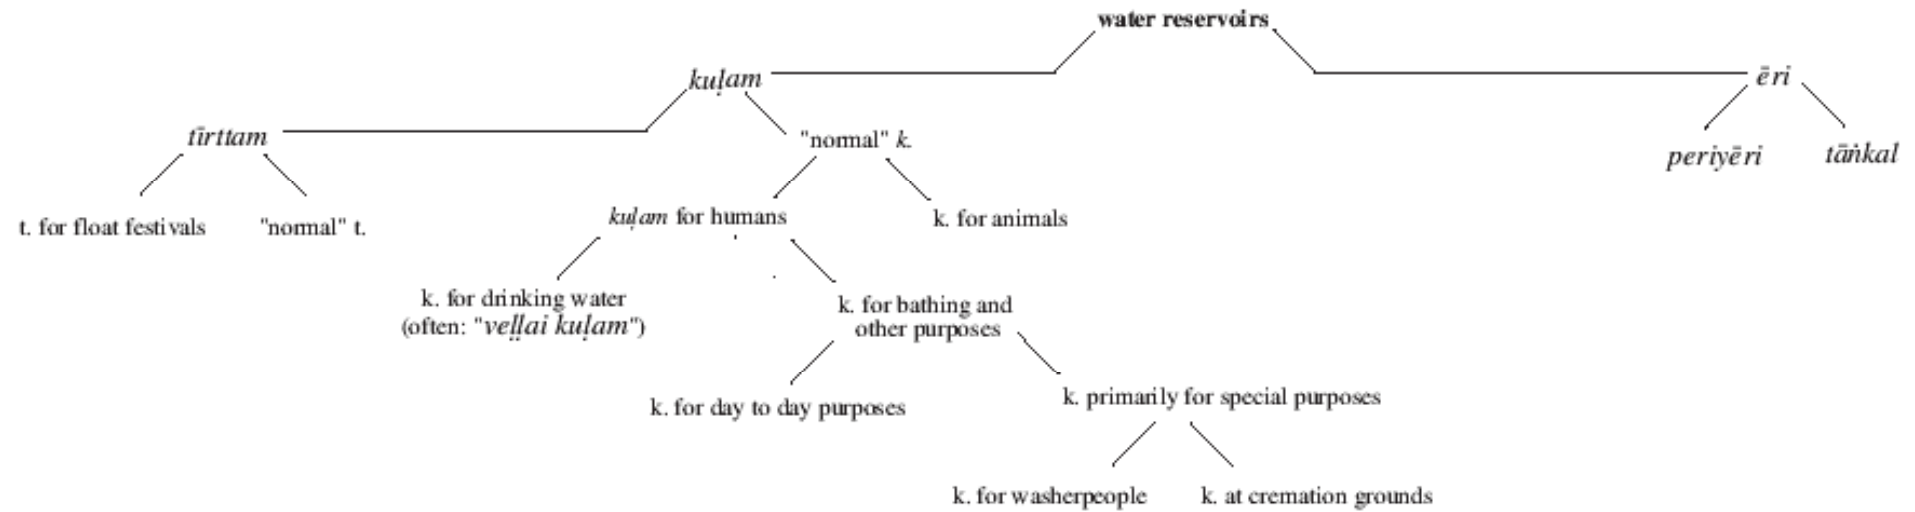 water reservoirs
kuḷam
ēri
tīrttam
"normal" k.
periyēri
tāṅkal
t. for float festivals
"normal" t.
kuḷam for humans
k. for animals
k. for drinking water
(often: "veḷḷai kuḷam")
k. for bathing and
other purposes
k. for day to day purposes
k. primarily for special purposes
k. for washerpeople
k. at cremation grounds